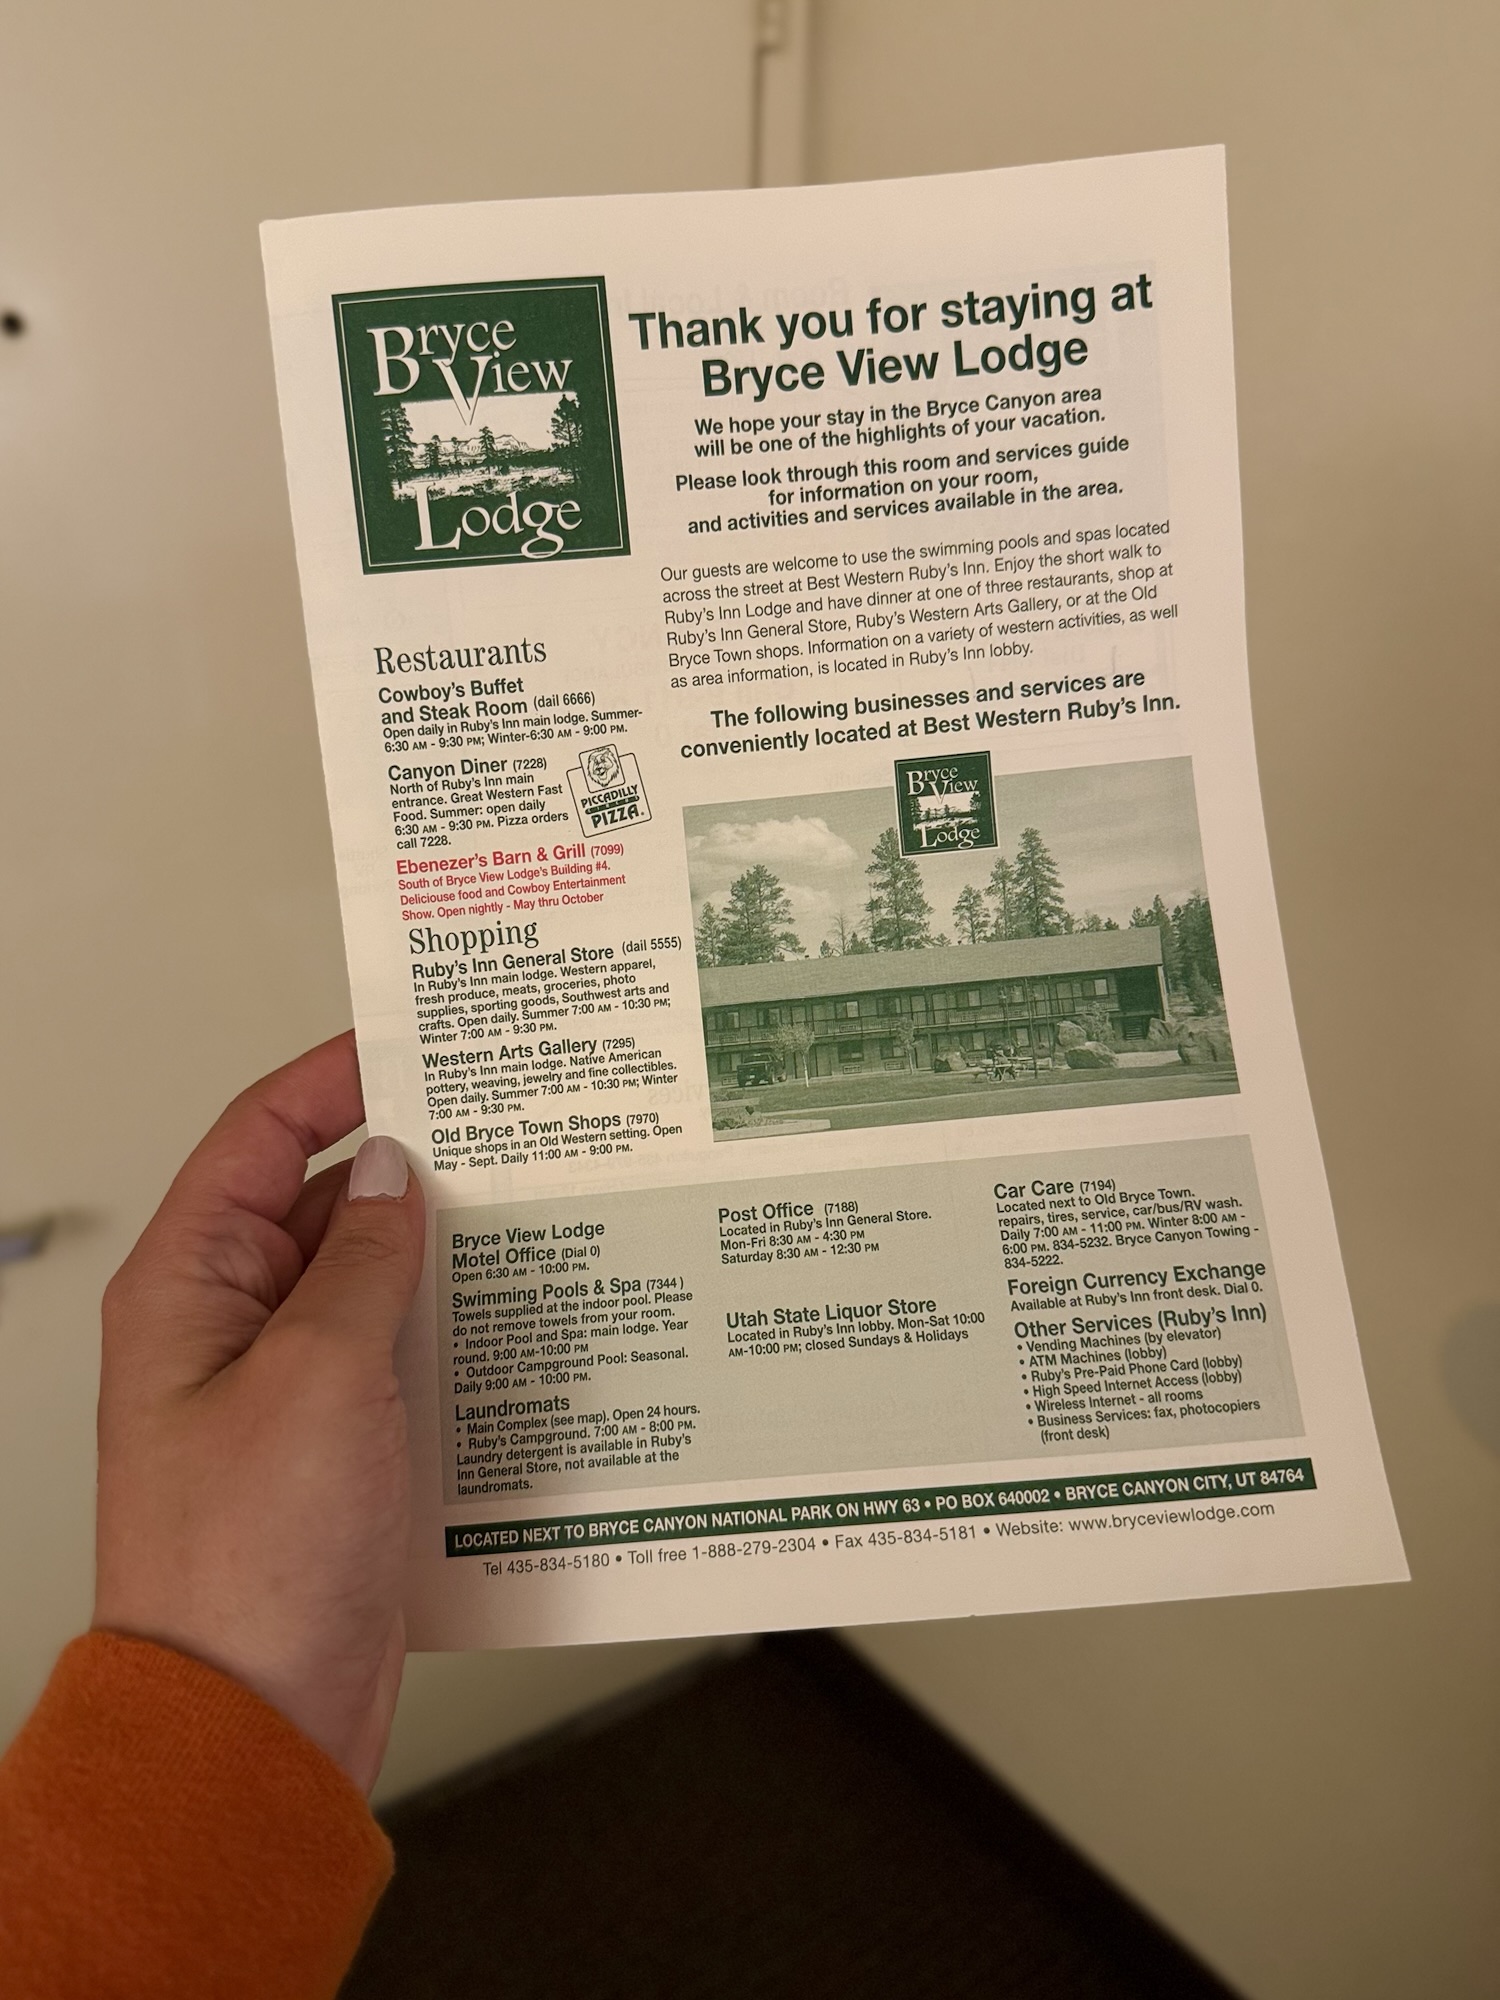 Bryce
View
Lodge
Thank you for staying at
Bryce View Lodge
We hope your stay in the Bryce Canyon area
will be one of the highlights of your vacation.
Please look through this room and services guide
for information on your room,
and activities and services available in the area.
Our guests are welcome to use the swimming pools and spas located
across the street at Best Western Ruby's Inn. Enjoy the short walk to
Ruby's Inn Lodge and have dinner at one of three restaurants, shop at
Ruby's Inn General Store, Ruby's Western Arts Gallery, or at the Old
Bryce Town shops. Information on a variety of western activities, as well
as area information, is located in Ruby's Inn lobby.
The following businesses and services are
conveniently located at Best Western Ruby's Inn.
Restaurants
Cowboy's Buffet
and Steak Room (dail 6666)
Open daily in Ruby's Inn main lodge. Summer-
6:30 AM - 9:30 PM; Winter-6:30 AM - 9:00 PM.
Canyon Diner (7228)
North of Ruby's Inn main
entrance. Great Western Fast
Food. Summer: open daily
6:30 AM - 9:30 PM. Pizza orders
call 7228.
PICCADILLY
PIZZA.
Ebenezer's Barn & Grill (7099)
South of Bryce View Lodge's Building #4.
Deliciouse food and Cowboy Entertainment
Show. Open nightly - May thru October
Shopping
Ruby's Inn General Store (dail 5555)
In Ruby's Inn main lodge. Western apparel,
fresh produce, meats, groceries, photo
supplies, sporting goods, Southwest arts and
crafts. Open daily. Summer 7:00 AM - 10:30 PM;
Winter 7:00 AM - 9:30 PM.
Western Arts Gallery (7295)
In Ruby's Inn main lodge. Native American
pottery, weaving, jewelry and fine collectibles.
Open daily. Summer 7:00 AM - 10:30 PM; Winter
7:00 AM - 9:30 PM.
Old Bryce Town Shops (7970)
Unique shops in an Old Western setting. Open
May - Sept. Daily 11:00 AM - 9:00 PM.
Bryce
View
Lodge
Bryce View Lodge
Motel Office (Dial 0)
Open 6:30 AM - 10:00 PM.
Swimming Pools & Spa (7344 )
Towels supplied at the indoor pool. Please
do not remove towels from your room.
• Indoor Pool and Spa: main lodge. Year
round. 9:00 AM-10:00 PM
• Outdoor Campground Pool: Seasonal.
Daily 9:00 AM - 10:00 PM.
Laundromats
• Main Complex (see map). Open 24 hours.
• Ruby's Campground. 7:00 AM - 8:00 PM.
Laundry detergent is available in Ruby's
Inn General Store, not available at the
laundromats.
Post Office (7188)
Located in Ruby's Inn General Store.
Mon-Fri 8:30 AM - 4:30 PM
Saturday 8:30 AM - 12:30 PM
Utah State Liquor Store
Located in Ruby's Inn lobby. Mon-Sat 10:00
AM-10:00 PM; closed Sundays & Holidays
Car Care (7194)
Located next to Old Bryce Town.
repairs, tires, service, car/bus/RV wash.
Daily 7:00 AM - 11:00 PM. Winter 8:00 AM -
6:00 PM. 834-5232. Bryce Canyon Towing -
834-5222.
Foreign Currency Exchange
Available at Ruby's Inn front desk. Dial 0.
Other Services (Ruby's Inn)
• Vending Machines (by elevator)
• ATM Machines (lobby)
• Ruby's Pre-Paid Phone Card (lobby)
• High Speed Internet Access (lobby)
• Wireless Internet - all rooms
• Business Services: fax, photocopiers
(front desk)
LOCATED NEXT TO BRYCE CANYON NATIONAL PARK ON HWY 63 • PO BOX 640002 • BRYCE CANYON CITY, UT 84764
Tel 435-834-5180 • Toll free 1-888-279-2304 • Fax 435-834-5181 • Website: www.bryceviewlodge.com